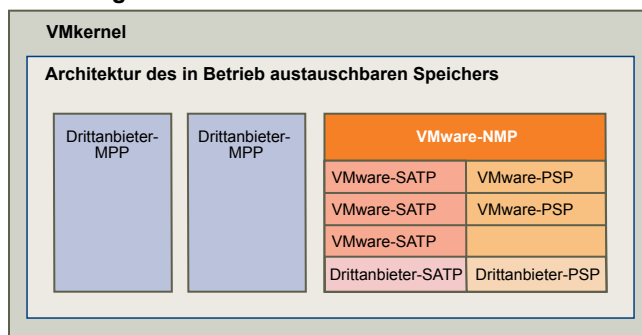 VMkernel
Architektur des in Betrieb austauschbaren Speichers
Drittanbieter-
MPP
Drittanbieter-
MPP
VMware-NMP
VMware-SATP
VMware-PSP
VMware-SATP
VMware-PSP
VMware-SATP
Drittanbieter-SATP
Drittanbieter-PSP